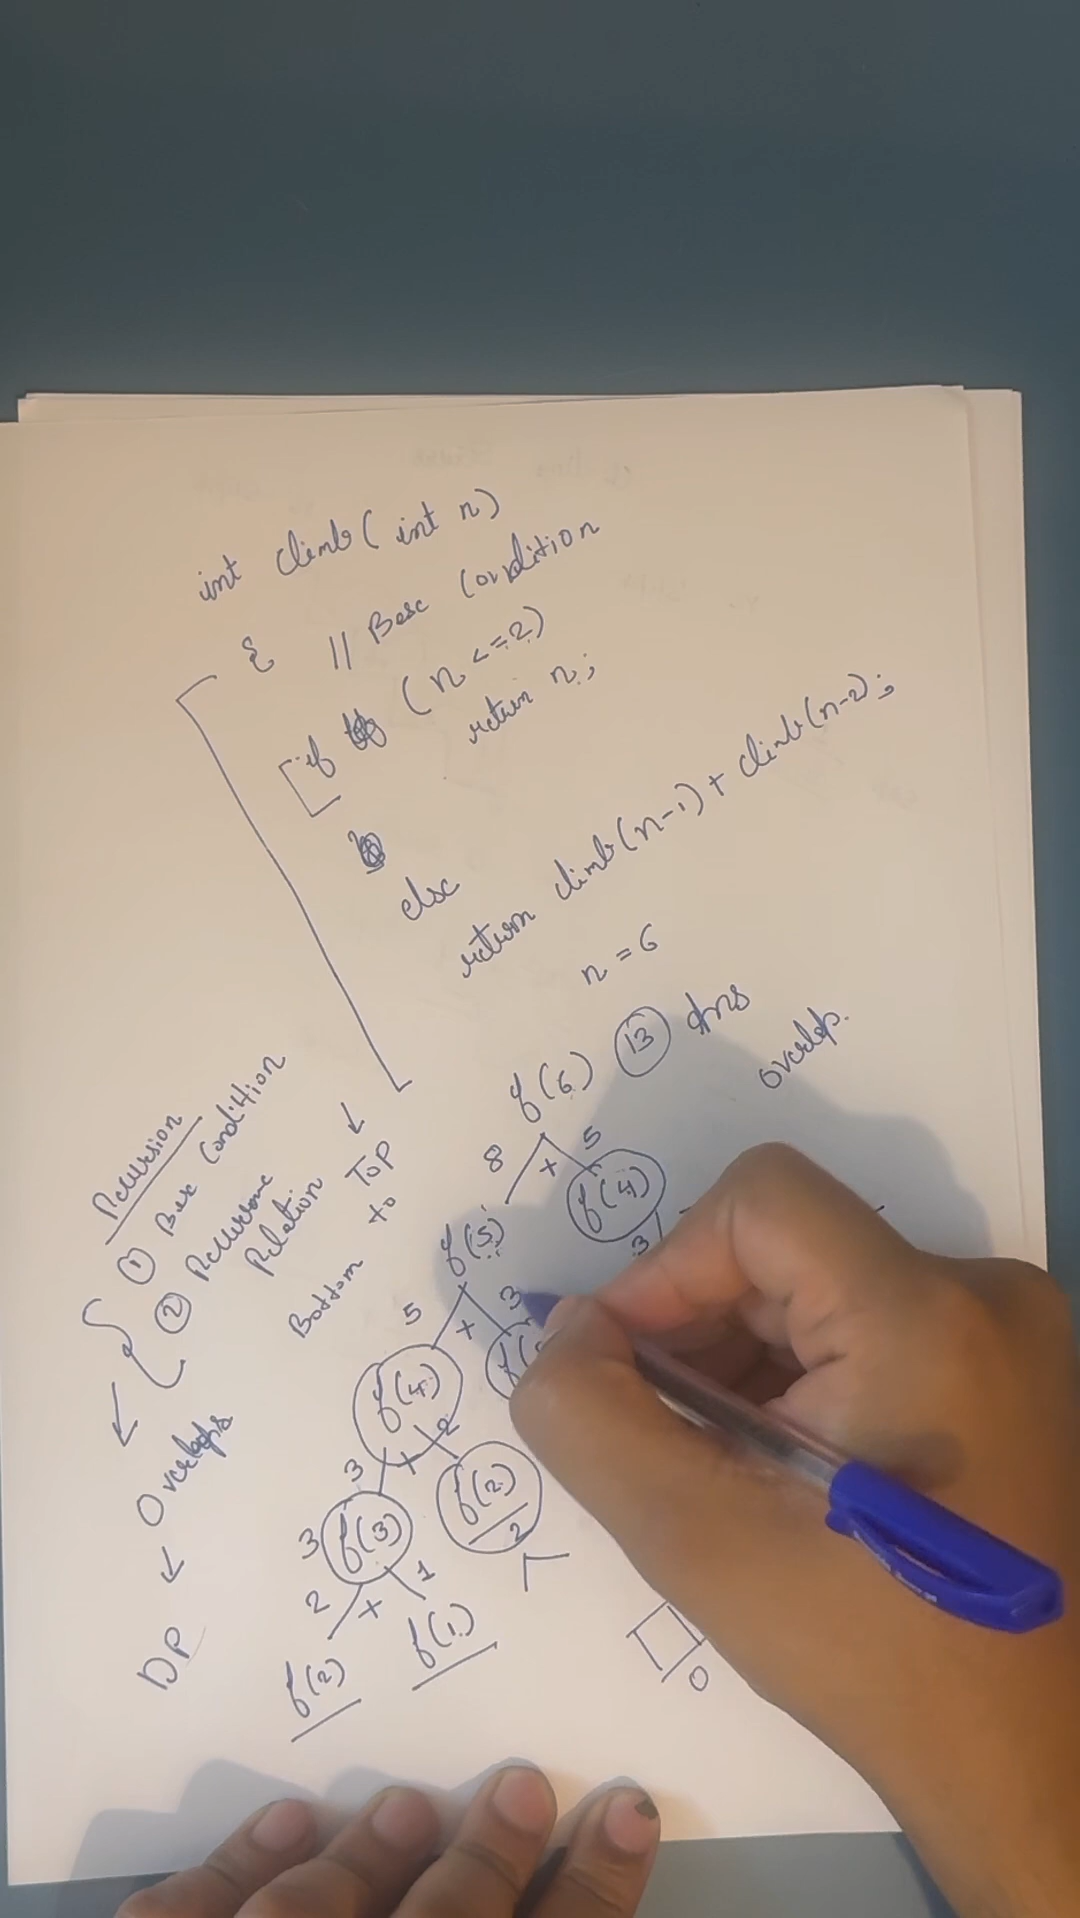 int climb( int n)
{ // Base Condition
if ( n <=2)
return n;
else
return climb(n-1) + climb(n-2);
n = 6
f(6) 13 Ans
overlap.
8 + 5
f(5) f(4)
3
5 + 3
f(4)
3 + 2
3 f(3) f(2)
2
2 + 1
f(2) f(1)
0
Recursion
1 Base Condition
2 Recursive
Relation
Bottom to Top
Overlaps
DP